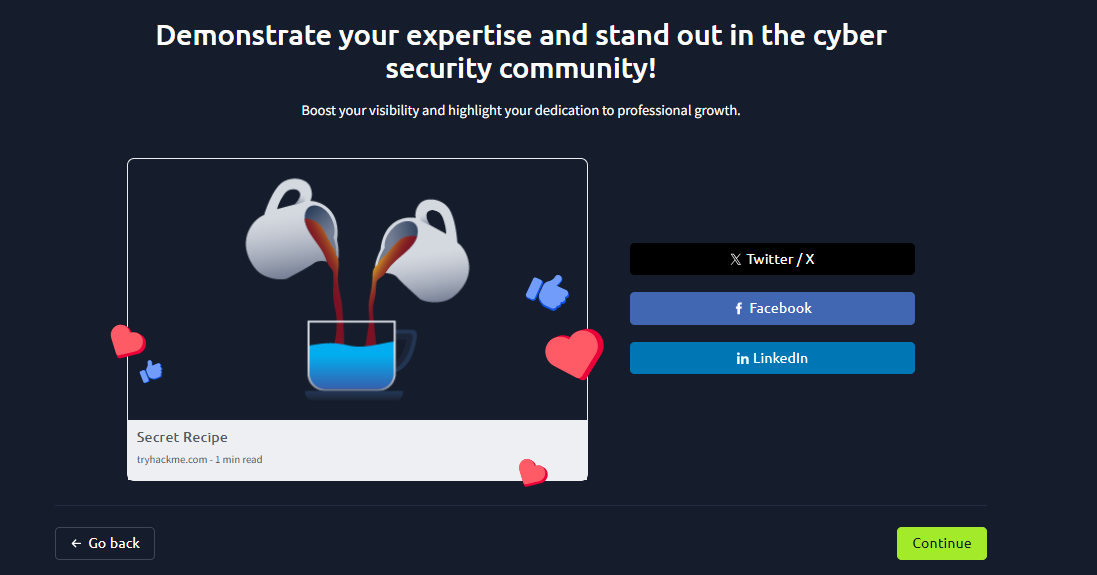 Demonstrate your expertise and stand out in the cyber
security community!
Boost your visibility and highlight your dedication to professional growth.
𝕏 Twitter / X
Facebook
LinkedIn
Secret Recipe
tryhackme.com - 1 min read
← Go back
Continue